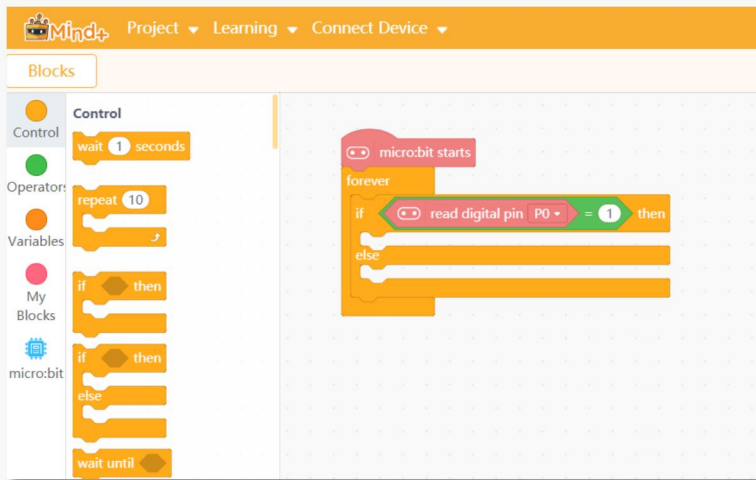 Mind+ Project Learning Connect Device
Blocks
Control
Operators
Variables
My
Blocks
micro:bit
Control
wait 1 seconds
repeat 10
if then
if then
else
wait until
micro:bit starts
forever
if read digital pin P0 = 1 then
else